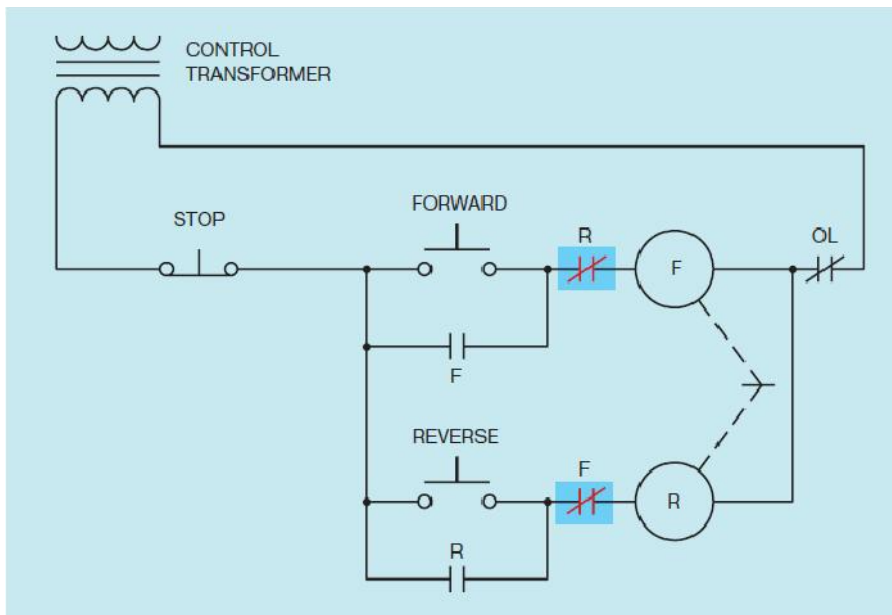 CONTROL
TRANSFORMER
STOP
FORWARD
R
F
OL
F
REVERSE
F
R
R